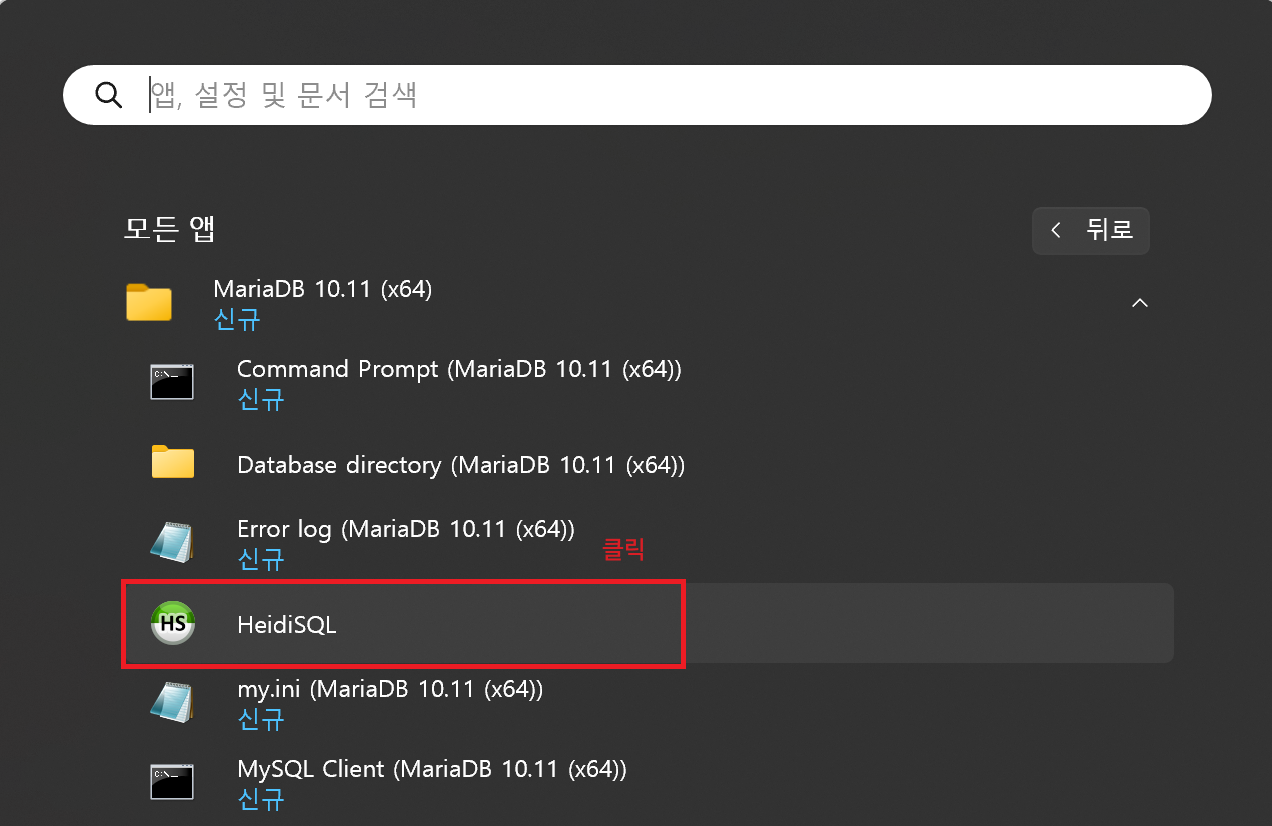 앱, 설정 및 문서 검색
모든 앱
뒤로
MariaDB 10.11 (x64)
신규
C:\._
Command Prompt (MariaDB 10.11 (x64))
신규
Database directory (MariaDB 10.11 (x64))
Error log (MariaDB 10.11 (x64))
신규
클릭
HS
HeidiSQL
my.ini (MariaDB 10.11 (x64))
신규
C:\._
MySQL Client (MariaDB 10.11 (x64))
신규